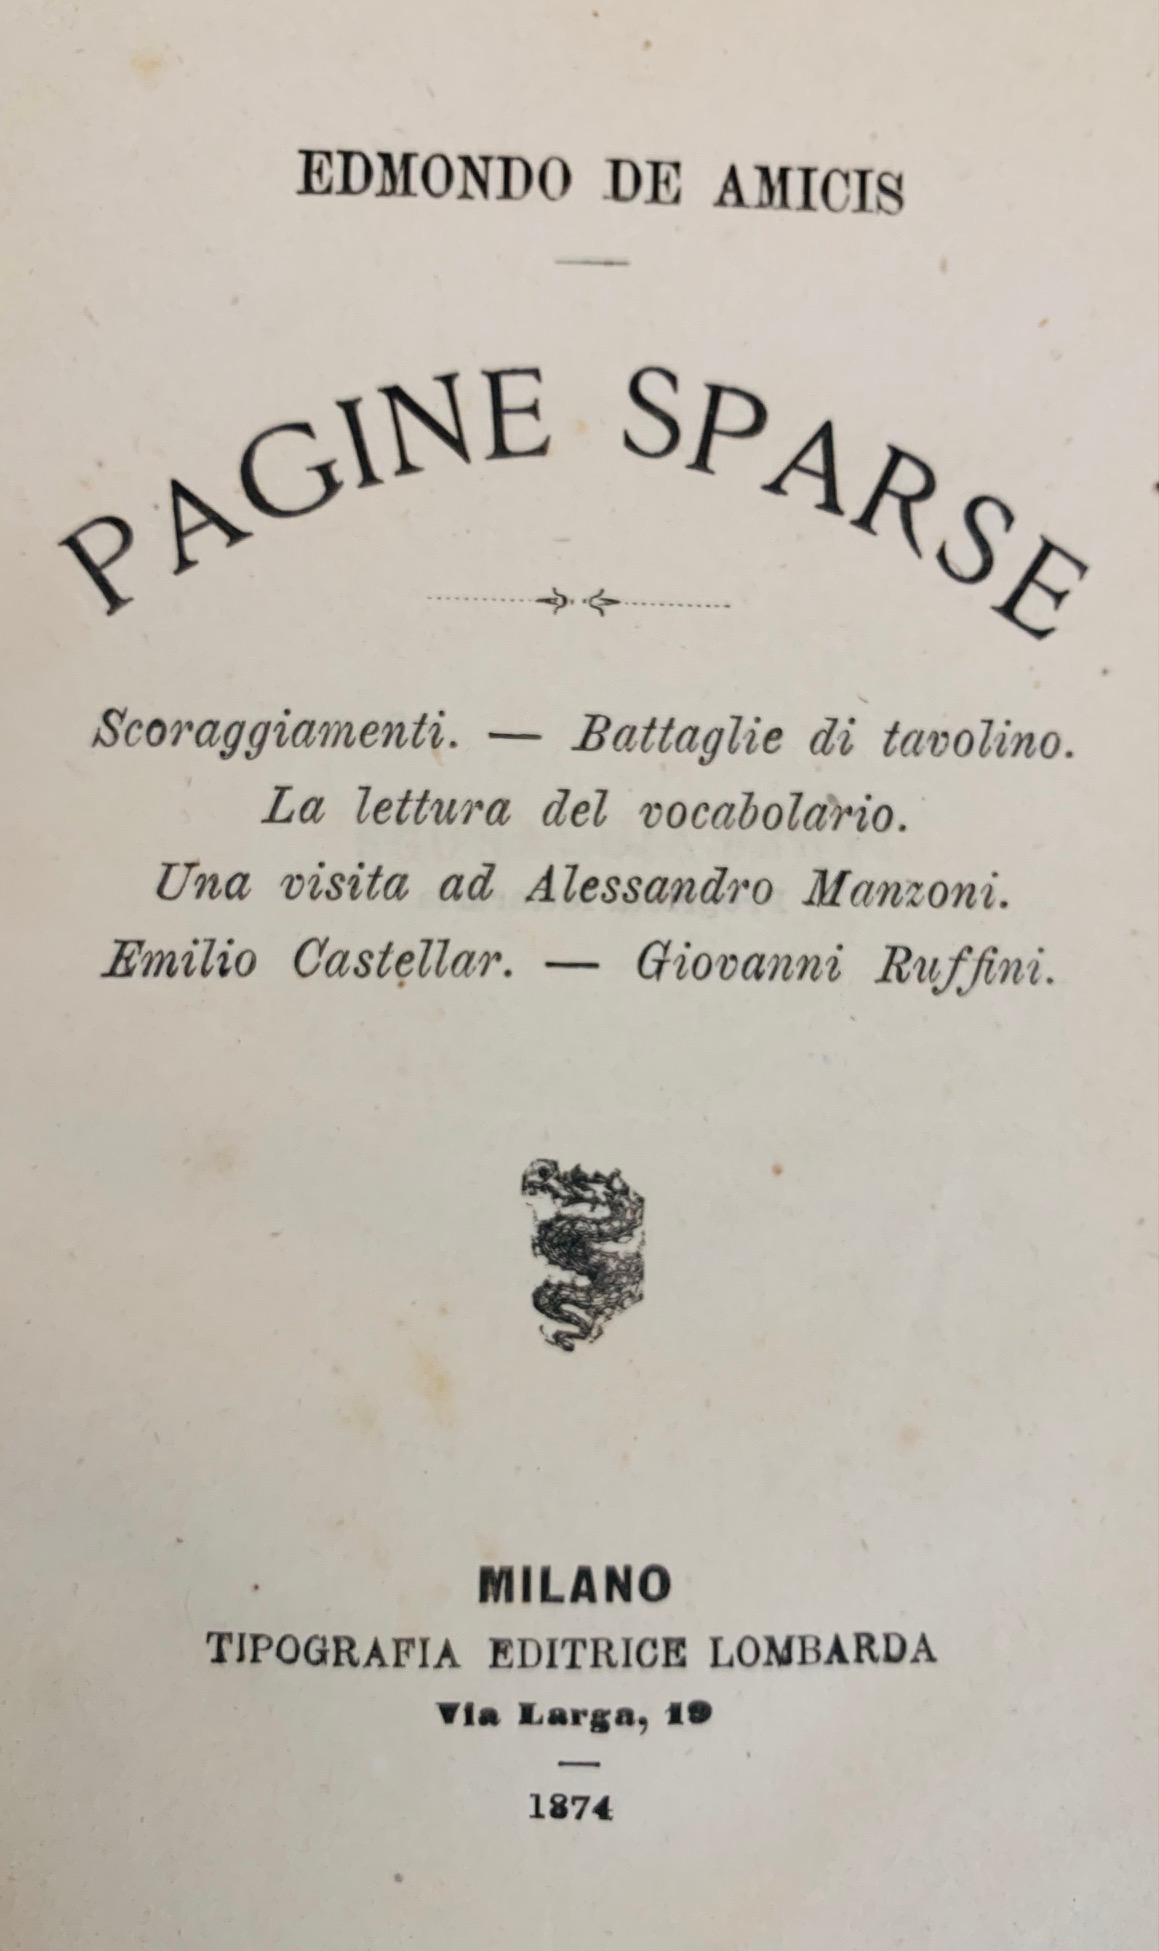 EDMONDO DE AMICIS
PAGINE SPARSE
Scoraggiamenti. — Battaglie di tavolino.
La lettura del vocabolario.
Una visita ad Alessandro Manzoni.
Emilio Castellar. — Giovanni Ruffini.
MILANO
TIPOGRAFIA EDITRICE LOMBARDA
Via Larga, 19
1874